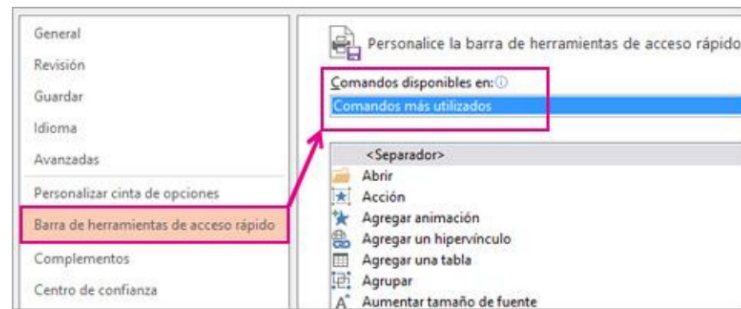 General
Revisión
Guardar
Idioma
Avanzadas
Personalizar cinta de opciones
Barra de herramientas de acceso rápido
Complementos
Centro de confianza
Personalice la barra de herramientas de acceso rápido
Comandos disponibles en:
Comandos más utilizados
<Separador>
Abrir
Acción
Agregar animación
Agregar un hipervínculo
Agregar una tabla
Agrupar
Aumentar tamaño de fuente